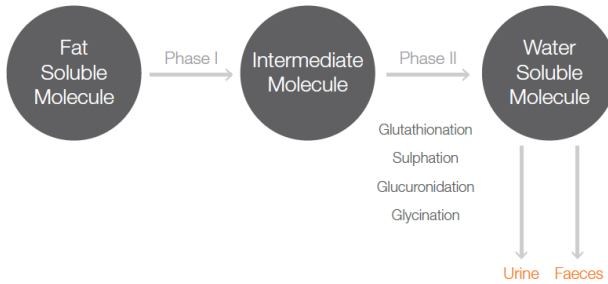 Fat
Soluble
Molecule
Phase I
Intermediate
Molecule
Phase II
Water
Soluble
Molecule
Glutathionation
Sulphation
Glucuronidation
Glycination
Urine
Faeces